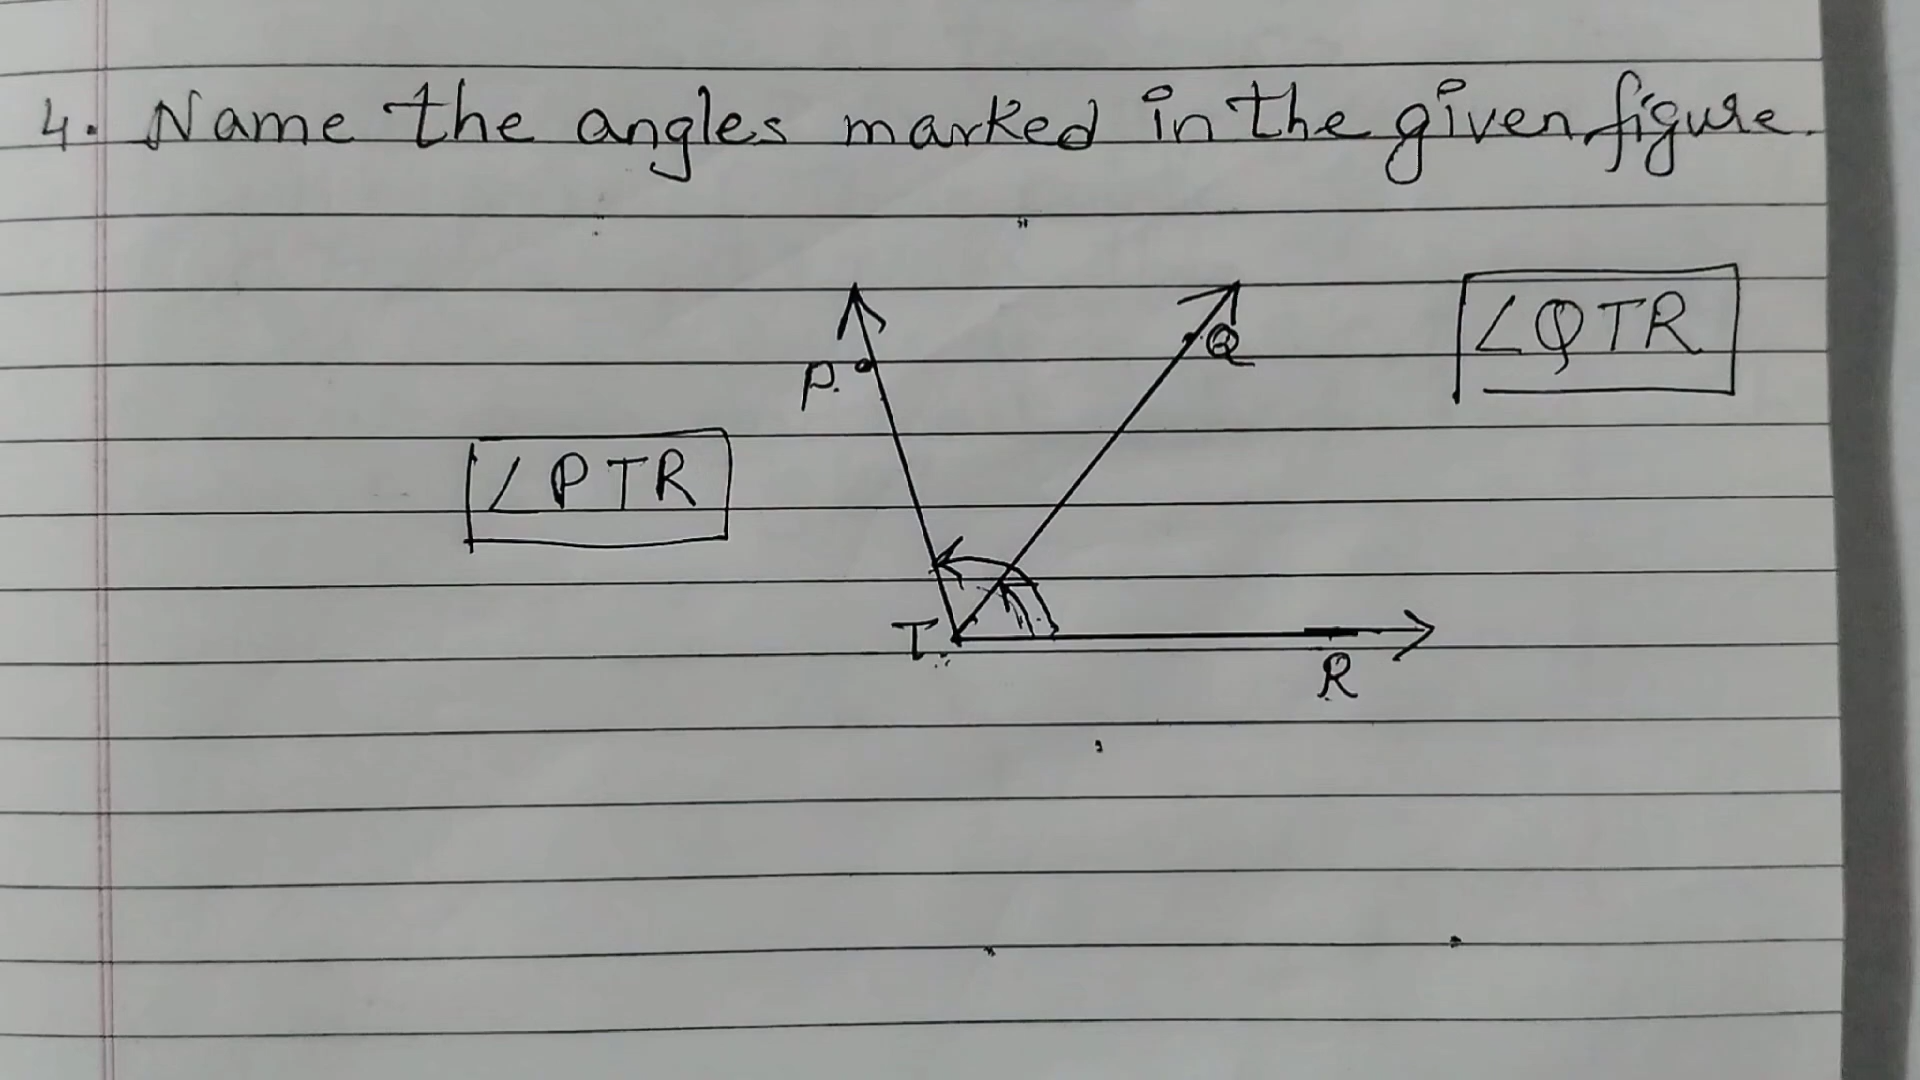 4. Name the angles marked in the given figure.
∠QTR
Q
P.
∠PTR
T
R